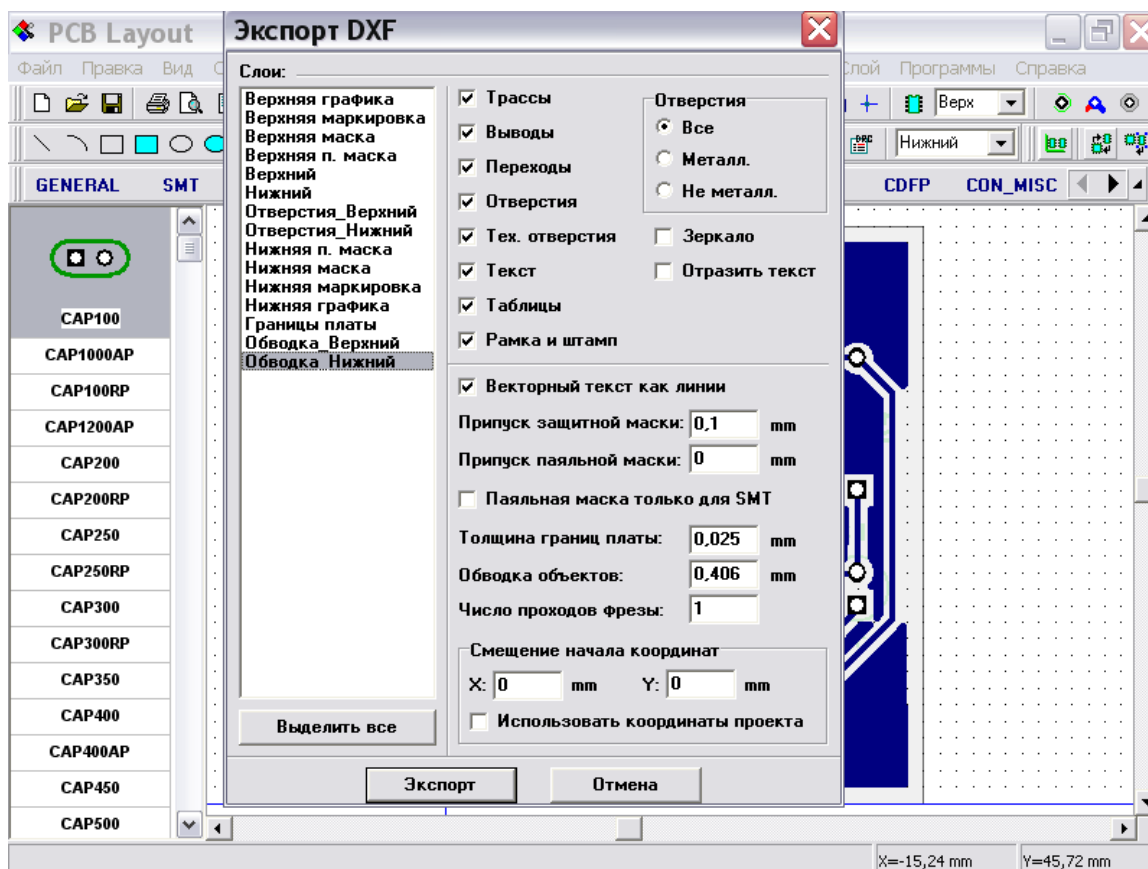 PCB Layout
Файл Правка Вид С
лой Программы Справка
Верх
Нижний
GENERAL SMT
CDFP CON_MISC
CAP100
CAP1000AP
CAP100RP
CAP1200AP
CAP200
CAP200RP
CAP250
CAP250RP
CAP300
CAP300RP
CAP350
CAP400
CAP400AP
CAP450
CAP500
Экспорт DXF
Слои:
Верхняя графика
Верхняя маркировка
Верхняя маска
Верхняя п. маска
Верхний
Нижний
Отверстия_Верхний
Отверстия_Нижний
Нижняя п. маска
Нижняя маска
Нижняя маркировка
Нижняя графика
Границы платы
Обводка_Верхний
Обводка_Нижний
Выделить все
Трассы
Выводы
Переходы
Отверстия
Тех. отверстия
Текст
Таблицы
Рамка и штамп
Отверстия
Все
Металл.
Не металл.
Зеркало
Отразить текст
Векторный текст как линии
Припуск защитной маски: 0,1 mm
Припуск паяльной маски: 0 mm
Паяльная маска только для SMT
Толщина границ платы: 0,025 mm
Обводка объектов: 0,406 mm
Число проходов фрезы: 1
Смещение начала координат
X: 0 mm Y: 0 mm
Использовать координаты проекта
Экспорт Отмена
X=-15,24 mm Y=45,72 mm